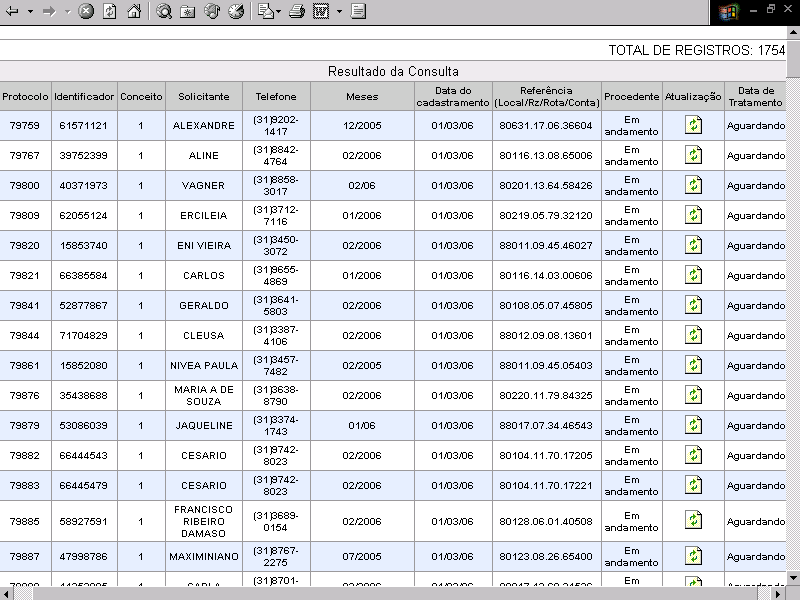 TOTAL DE REGISTROS: 1754
Resultado da Consulta
Protocolo Identificador Conceito Solicitante Telefone Meses Data do cadastramento Referência (Local/Rz/Rota/Conta) Procedente Atualização Data de Tratamento
79759 61571121 1 ALEXANDRE (31)9202-1417 12/2005 01/03/06 80631.17.06.36604 Em andamento Aguardando
79767 39752399 1 ALINE (31)8842-4764 02/2006 01/03/06 80116.13.08.65006 Em andamento Aguardando
79800 40371973 1 VAGNER (31)8858-3017 02/06 01/03/06 80201.13.64.58426 Em andamento Aguardando
79809 62055124 1 ERCILEIA (31)3712-7116 01/2006 01/03/06 80219.05.79.32120 Em andamento Aguardando
79820 15853740 1 ENI VIEIRA (31)3450-3072 02/2006 01/03/06 88011.09.45.46027 Em andamento Aguardando
79821 66385584 1 CARLOS (31)9655-4869 01/2006 01/03/06 80116.14.03.00606 Em andamento Aguardando
79841 52877867 1 GERALDO (31)3641-5803 02/2006 01/03/06 80108.05.07.45805 Em andamento Aguardando
79844 71704829 1 CLEUSA (31)3387-4106 02/2006 01/03/06 88012.09.08.13601 Em andamento Aguardando
79861 15852080 1 NIVEA PAULA (31)3457-7482 02/2005 01/03/06 88011.09.45.05403 Em andamento Aguardando
79876 35438688 1 MARIA A DE SOUZA (31)3638-8790 02/2006 01/03/06 80220.11.79.84325 Em andamento Aguardando
79879 53086039 1 JAQUELINE (31)3374-1743 01/06 01/03/06 88017.07.34.46543 Em andamento Aguardando
79882 66444543 1 CESARIO (31)9742-8023 02/2006 01/03/06 80104.11.70.17205 Em andamento Aguardando
79883 66445479 1 CESARIO (31)9742-8023 02/2006 01/03/06 80104.11.70.17221 Em andamento Aguardando
79885 58927591 1 FRANCISCO RIBEIRO DAMASO (31)3689-0154 02/2006 01/03/06 80128.06.01.40508 Em andamento Aguardando
79887 47998786 1 MAXIMINIANO (31)8767-2275 07/2005 01/03/06 80123.08.26.65400 Em andamento Aguardando
(31)8701- Em